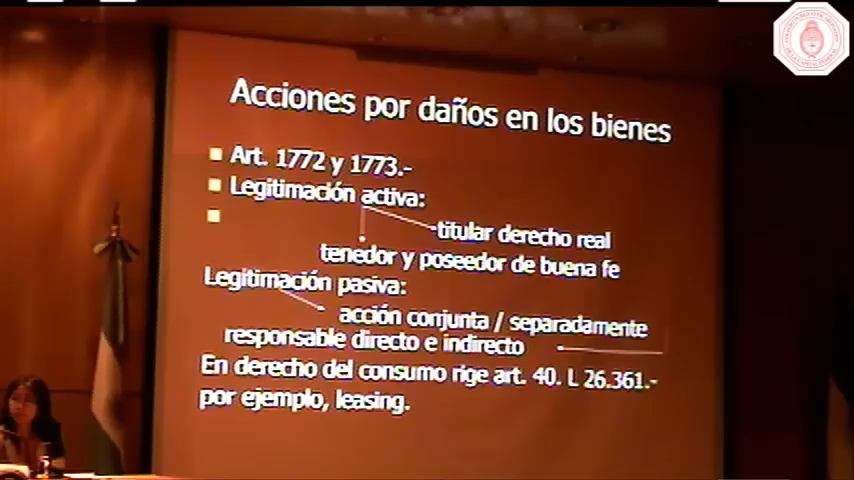 Acciones por daños en los bienes
Art. 1772 y 1773.-
Legitimación activa:
titular derecho real
tenedor y poseedor de buena fe
Legitimación pasiva:
acción conjunta / separadamente
responsable directo e indirecto
En derecho del consumo rige art. 40. L 26.361.-
por ejemplo, leasing.